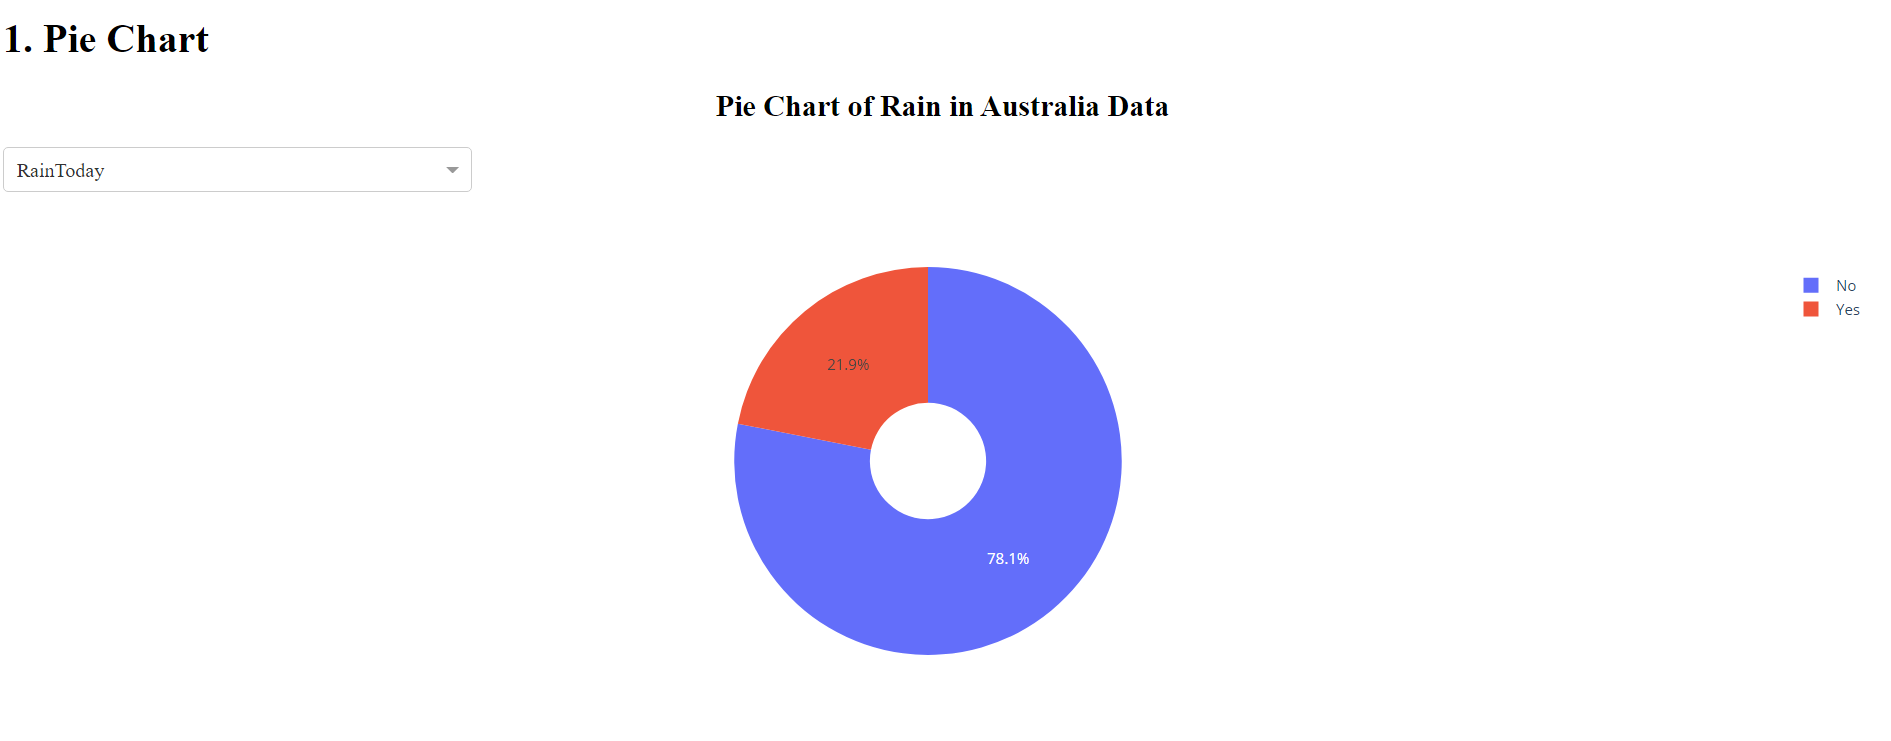 1. Pie Chart
Pie Chart of Rain in Australia Data
RainToday
No
Yes
21.9%
78.1%